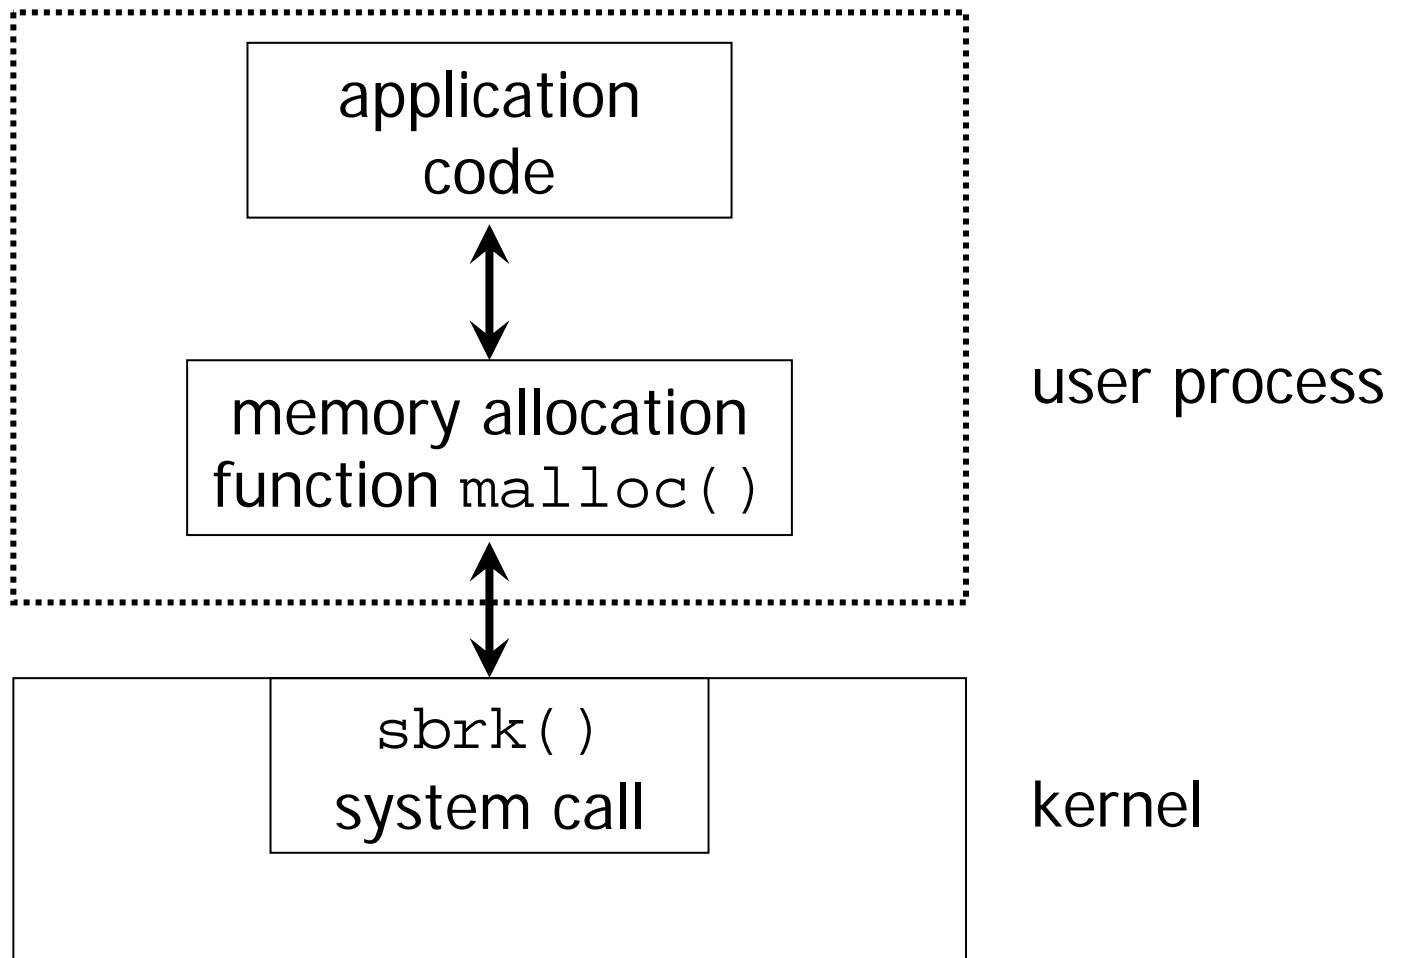 application
code
memory allocation
function malloc()
user process
sbrk()
system call
kernel